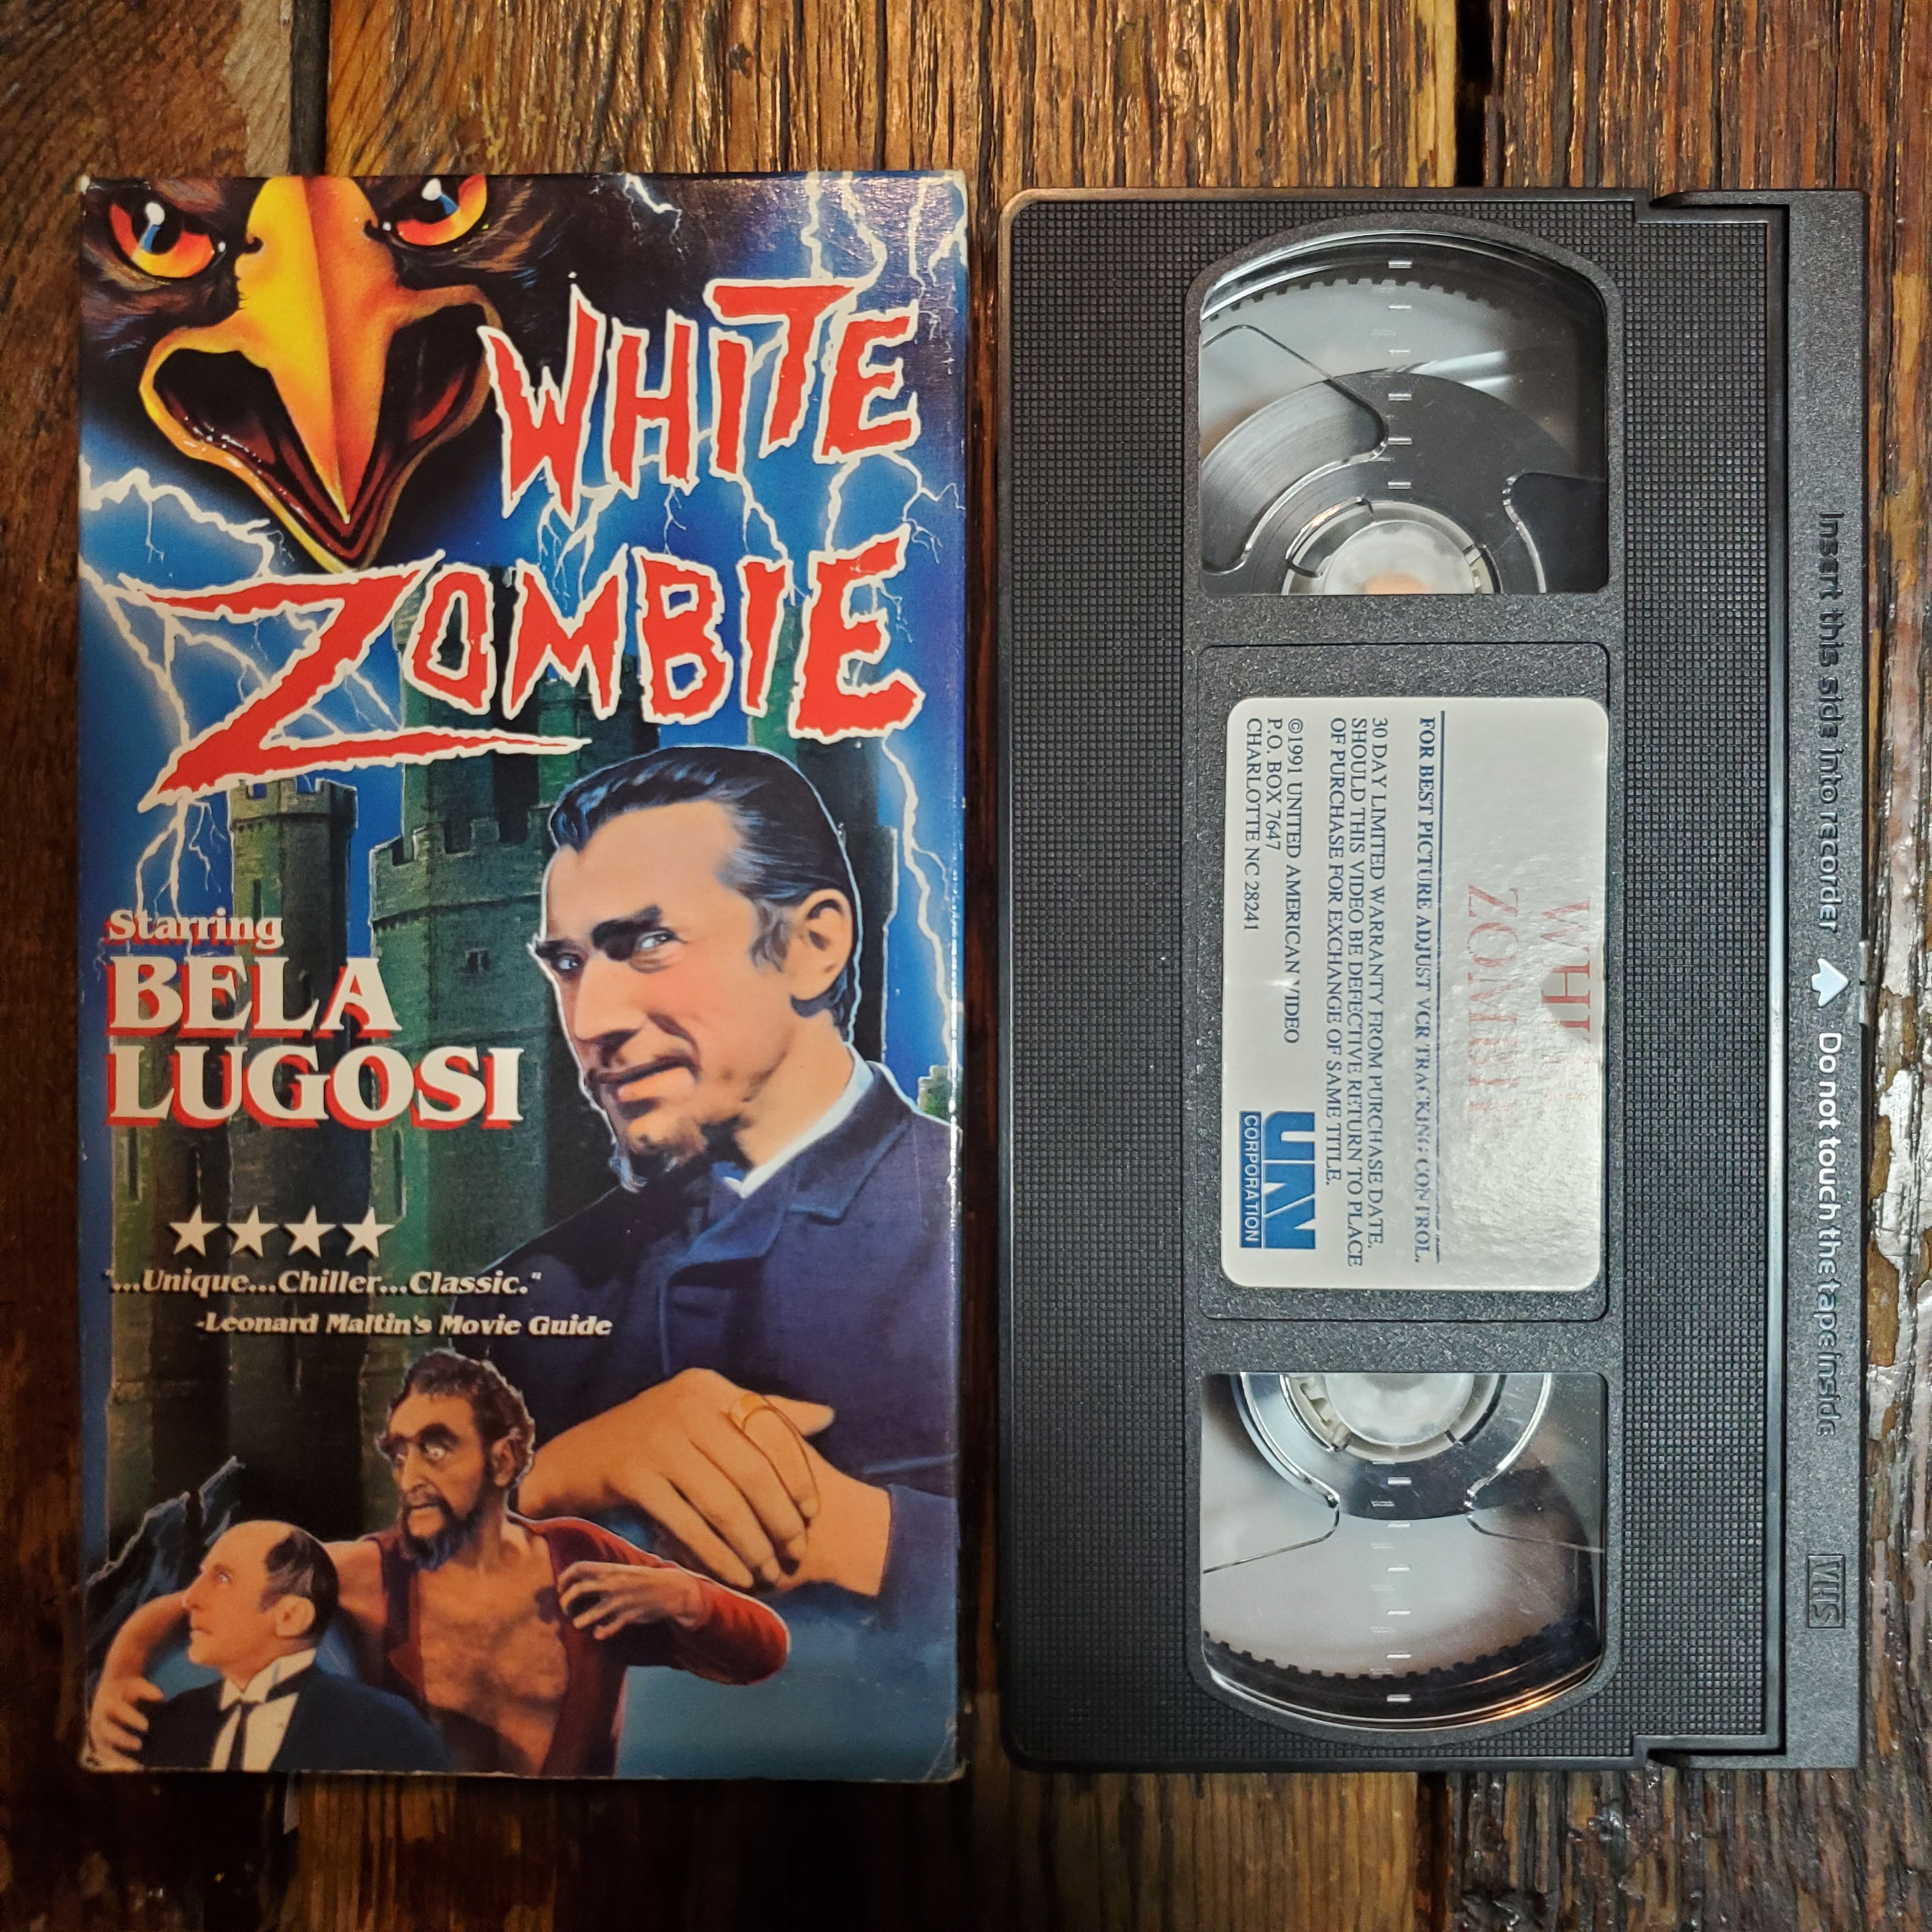 WHITE
ZOMBIE
Starring
BELA
LUGOSI
"...Unique...Chiller...Classic."
-Leonard Maltin's Movie Guide
ZOMBIE
FOR BEST PICTURE ADJUST VCR TRACKING CONTROL.
30 DAY LIMITED WARRANTY FROM PURCHASE DATE.
SHOULD THIS VIDEO BE DEFECTIVE RETURN TO PLACE
OF PURCHASE FOR EXCHANGE OF SAME TITLE.
©1991 UNITED AMERICAN VIDEO
P.O. BOX 7647
CHARLOTTE NC 28241
UAV
CORPORATION
Insert this side into recorder
Do not touch the tape inside
VHS